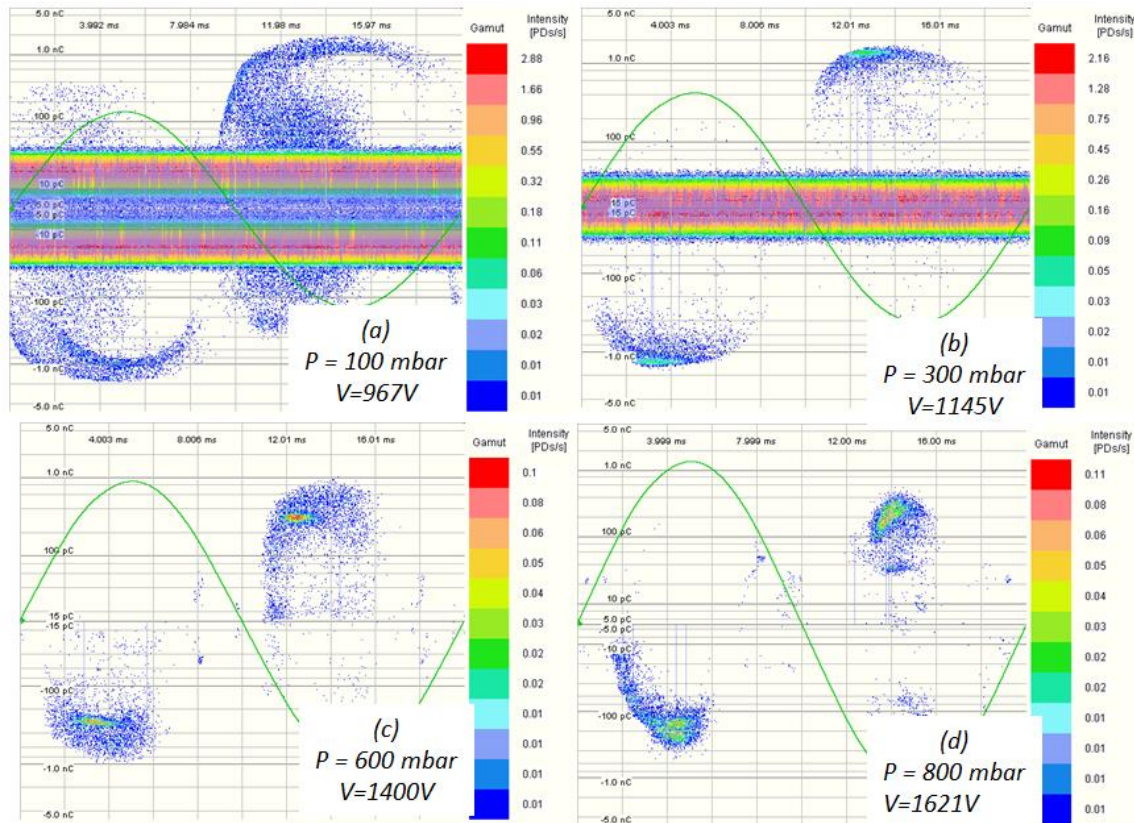 5.0 nC
3.992 ms 7.984 ms 11.98 ms 15.97 ms
1.0 nC
100 pC
10 pC
5.0 pC
-5.0 pC
-10 pC
100 pC
-1.0 nC
-5.0 nC
(a)
P = 100 mbar
V=967V
Gamut Intensity
[PDs/s]
2.88
1.66
0.96
0.55
0.32
0.18
0.11
0.06
0.03
0.02
0.01
0.01
5.0 nC
4.003 ms 8.006 ms 12.01 ms 16.01 ms
1.0 nC
100 pC
15 pC
-15 pC
-100 pC
-1.0 nC
-5.0 nC
(b)
P = 300 mbar
V=1145V
Gamut Intensity
[PDs/s]
2.16
1.28
0.75
0.45
0.26
0.16
0.09
0.05
0.03
0.02
0.01
0.01
5.0 nC
4.003 ms 8.006 ms 12.01 ms 16.01 ms
1.0 nC
100 pC
15 pC
-15 pC
-100 pC
-1.0 nC
-5.0 nC
(c)
P = 600 mbar
V=1400V
Gamut Intensity
[PDs/s]
0.1
0.08
0.06
0.05
0.04
0.03
0.02
0.02
0.01
0.01
0.01
0.01
5.0 nC
3.999 ms 7.999 ms 12.00 ms 16.00 ms
1.0 nC
100 pC
10 pC
5.0 pC
-5.0 pC
-10 pC
-100 pC
-1.0 nC
-5.0 nC
(d)
P = 800 mbar
V=1621V
Gamut Intensity
[PDs/s]
0.11
0.08
0.06
0.05
0.04
0.03
0.02
0.02
0.01
0.01
0.01
0.01